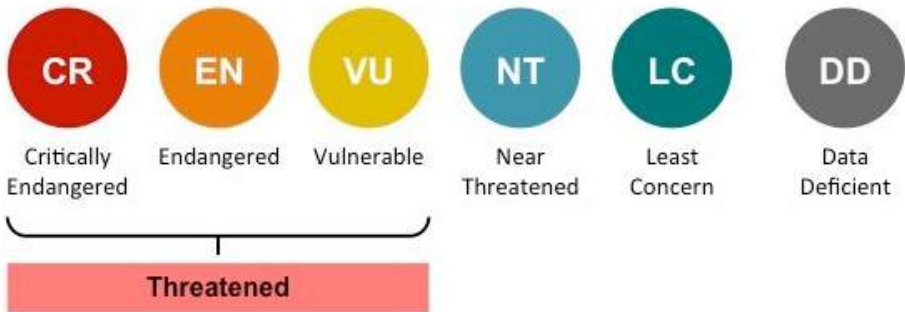 CR EN VU NT LC DD
Critically Endangered Vulnerable Near Least Data
Endangered Threatened Concern Deficient
Threatened